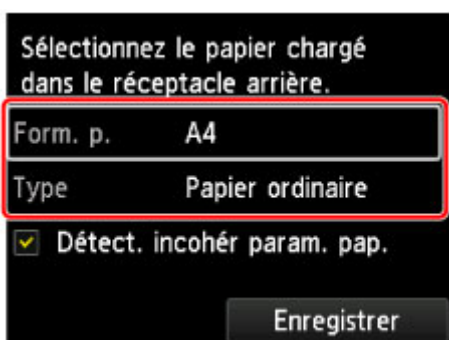 Sélectionnez le papier chargé
dans le réceptacle arrière.
Form. p. A4
Type Papier ordinaire
Détect. incohér param. pap.
Enregistrer